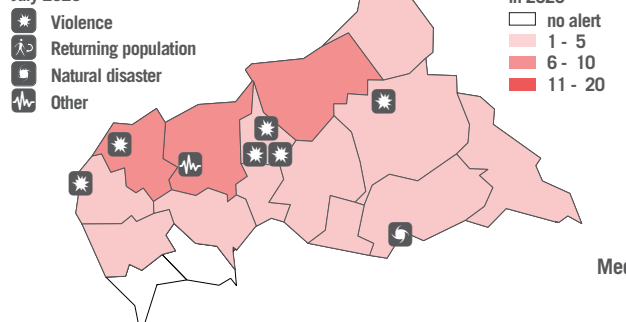 Violence
Returning population
Natural disaster
Other
no alert
1 - 5
6 - 10
11 - 20